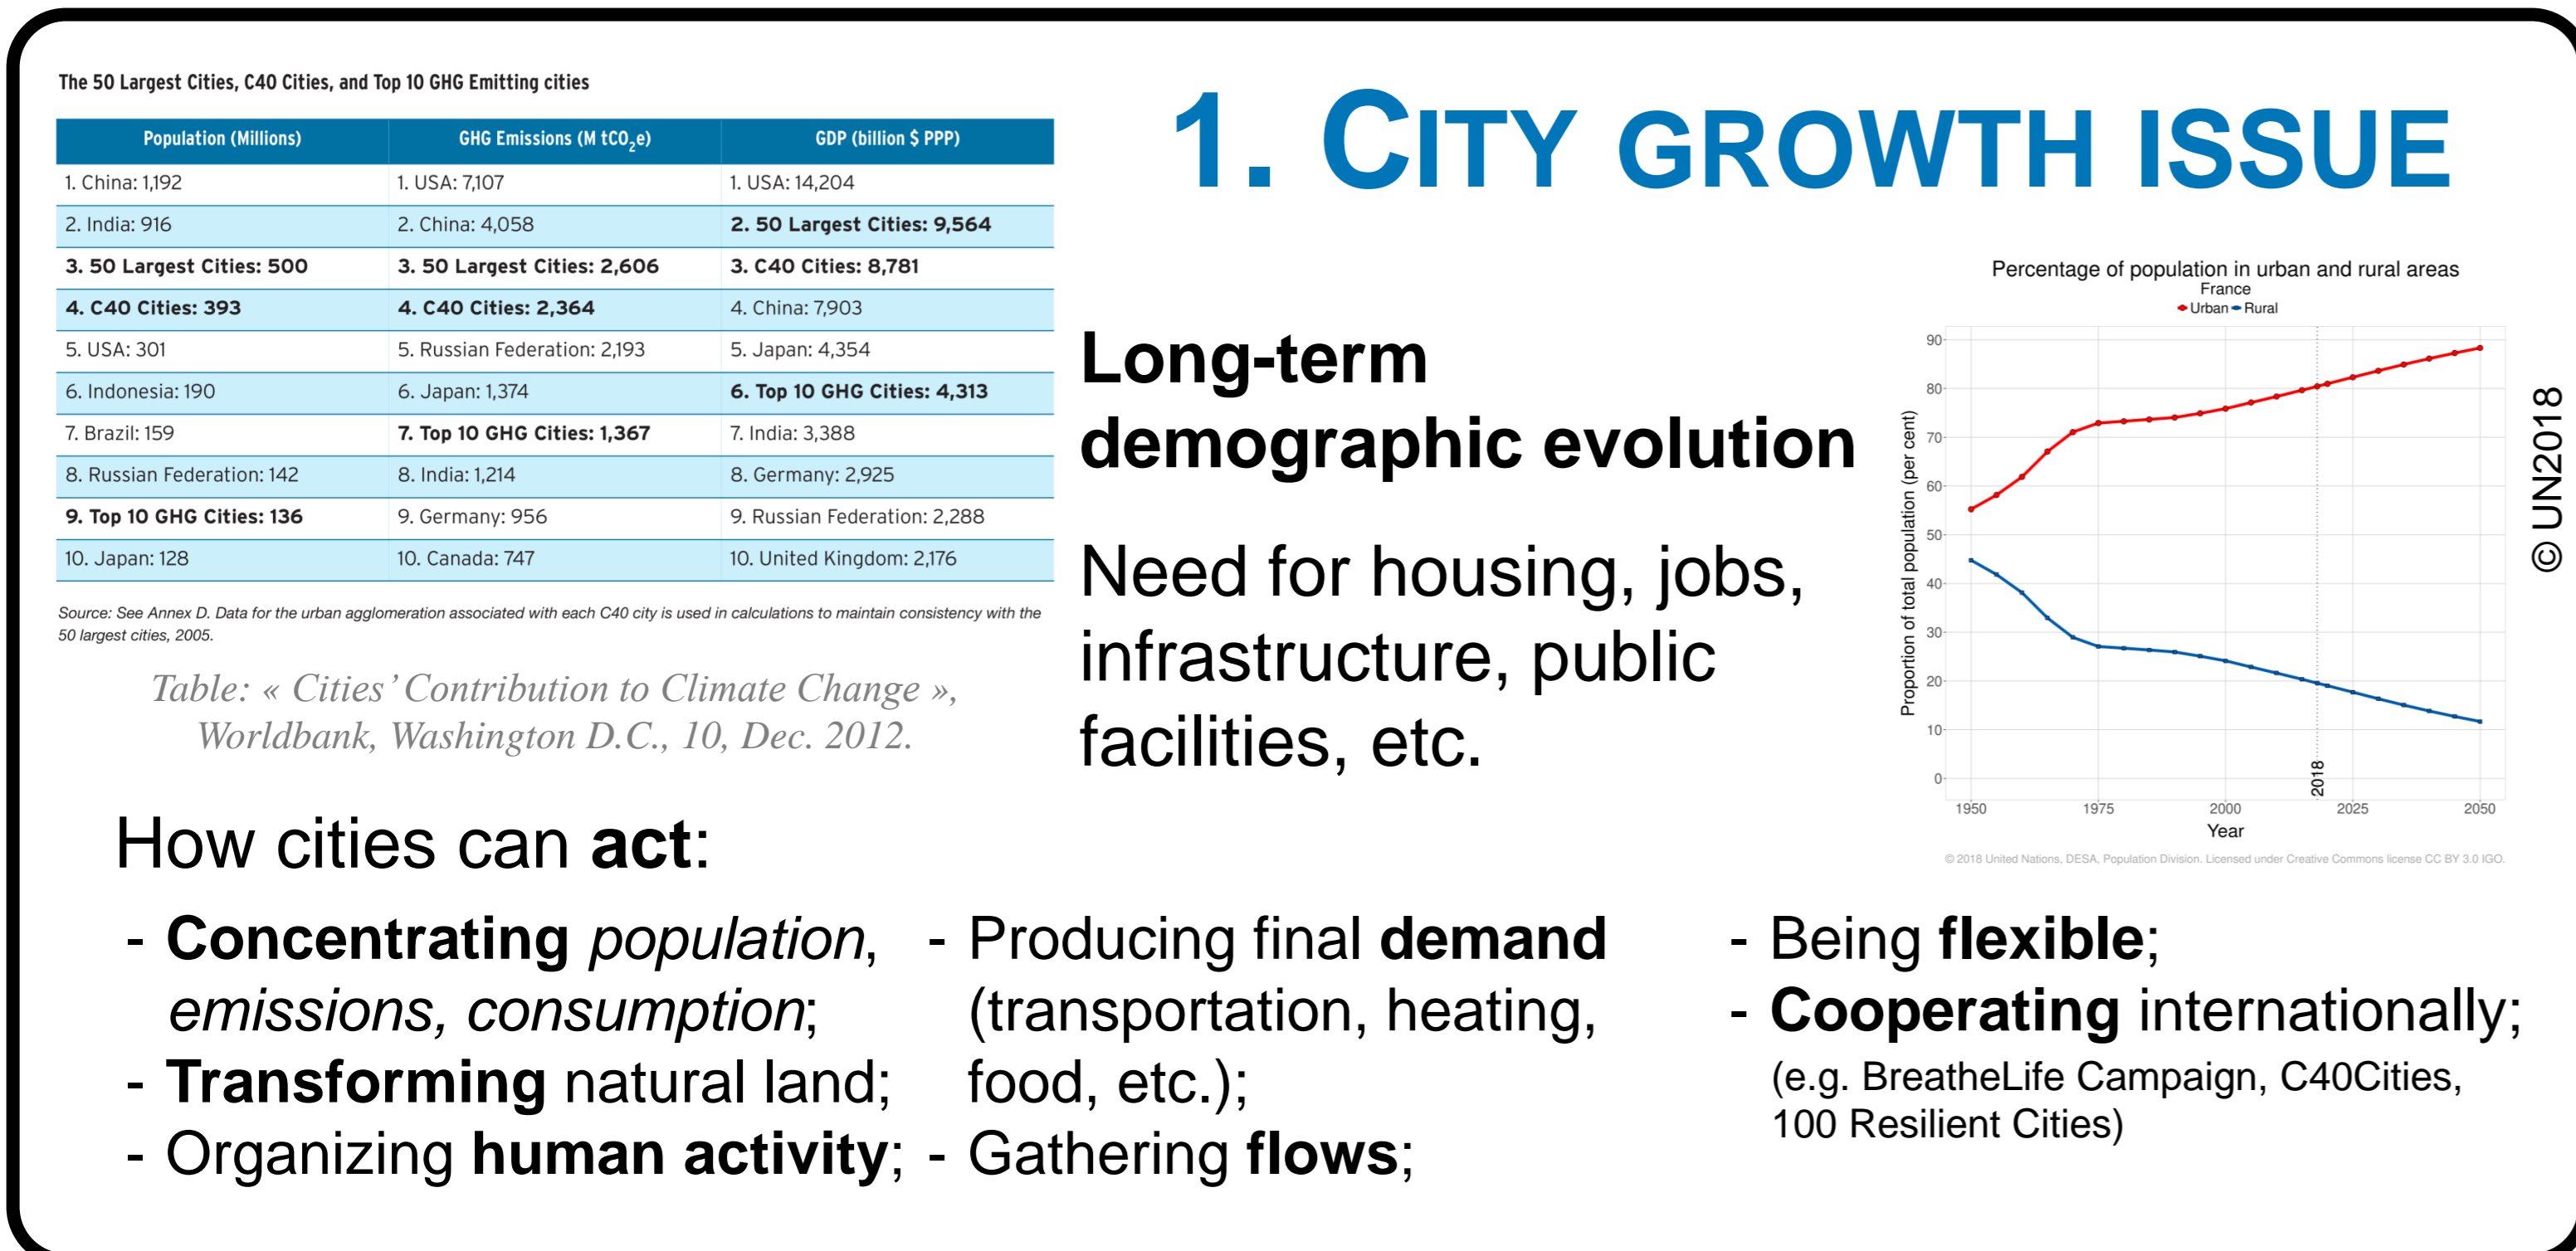 The 50 Largest Cities, C40 Cities, and Top 10 GHG Emitting cities
Population (Millions) GHG Emissions (M tCO₂e) GDP (billion $ PPP)
1. China: 1,192 1. USA: 7,107 1. USA: 14,204
2. India: 916 2. China: 4,058 2. 50 Largest Cities: 9,564
3. 50 Largest Cities: 500 3. 50 Largest Cities: 2,606 3. C40 Cities: 8,781
4. C40 Cities: 393 4. C40 Cities: 2,364 4. China: 7,903
5. USA: 301 5. Russian Federation: 2,193 5. Japan: 4,354
6. Indonesia: 190 6. Japan: 1,374 6. Top 10 GHG Cities: 4,313
7. Brazil: 159 7. Top 10 GHG Cities: 1,367 7. India: 3,388
8. Russian Federation: 142 8. India: 1,214 8. Germany: 2,925
9. Top 10 GHG Cities: 136 9. Germany: 956 9. Russian Federation: 2,288
10. Japan: 128 10. Canada: 747 10. United Kingdom: 2,176
Source: See Annex D. Data for the urban agglomeration associated with each C40 city is used in calculations to maintain consistency with the
50 largest cities, 2005.
Table: « Cities’ Contribution to Climate Change »,
Worldbank, Washington D.C., 10, Dec. 2012.
1. CITY GROWTH ISSUE
Long-term
demographic evolution
Need for housing, jobs,
infrastructure, public
facilities, etc.
Percentage of population in urban and rural areas
France
Urban Rural
Proportion of total population (per cent)
90
80
70
60
50
40
30
20
10
0
2018
1950 1975 2000 2025 2050
Year
© 2018 United Nations, DESA, Population Division. Licensed under Creative Commons license CC BY 3.0 IGO.
© UN2018
How cities can act:
- Concentrating population,
emissions, consumption;
- Transforming natural land;
- Organizing human activity;
- Producing final demand
(transportation, heating,
food, etc.);
- Gathering flows;
- Being flexible;
- Cooperating internationally;
(e.g. BreatheLife Campaign, C40Cities,
100 Resilient Cities)